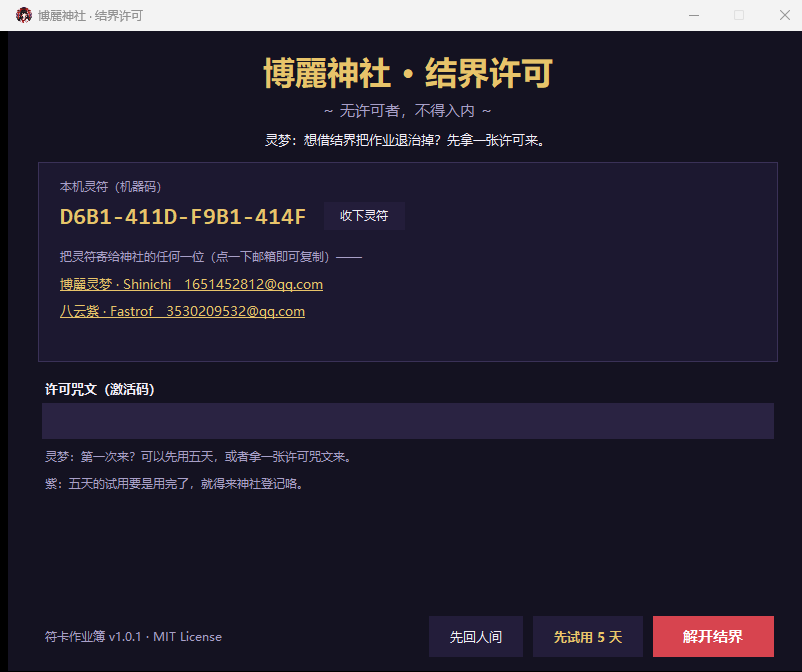 博麗神社 · 结界许可
博麗神社 · 结界许可
~ 无许可者，不得入内 ~
灵梦：想借结界把作业退治掉？先拿一张许可来。
本机灵符（机器码）
D6B1-411D-F9B1-414F 收下灵符
把灵符寄给神社的任何一位（点一下邮箱即可复制）——
博麗灵梦 · Shinichi 1651452812@qq.com
八云紫 · Fastrof 3530209532@qq.com
许可咒文（激活码）
灵梦：第一次来？可以先用五天，或者拿一张许可咒文来。
紫：五天的试用要是用完了，就得来神社登记咯。
符卡作业簿 v1.0.1 · MIT License 先回人间 先试用 5 天 解开结界